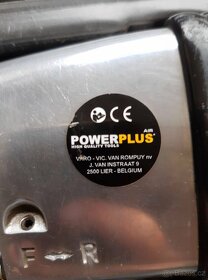 CE
AIR
POWERPLUS
HIGH QUALITY TOOLS
VARO - VIC. VAN ROMPUY nv
J. VAN INSTRAAT 9
2500 LIER - BELGIUM
F R